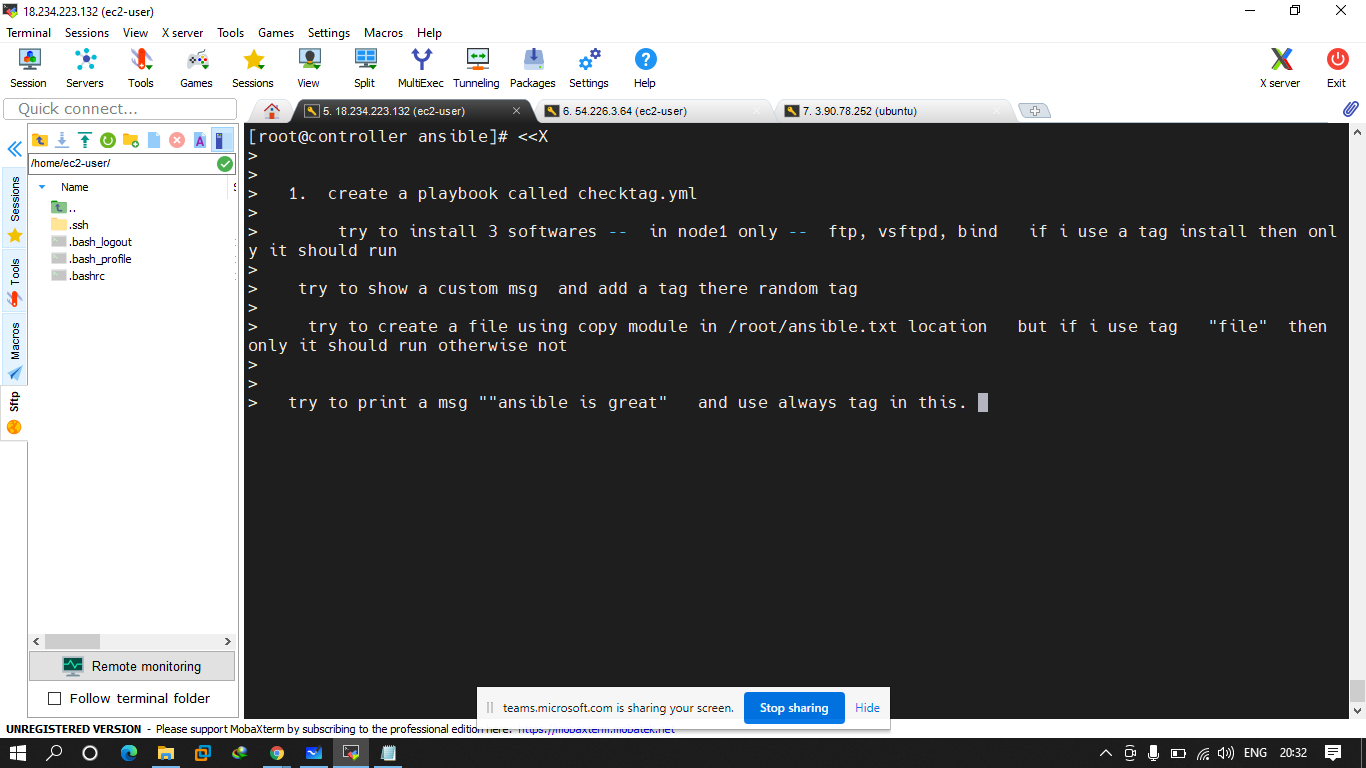 18.234.223.132 (ec2-user)
Terminal Sessions View X server Tools Games Settings Macros Help
Session Servers Tools Games Sessions View Split MultiExec Tunneling Packages Settings Help X server Exit
Quick connect...
5. 18.234.223.132 (ec2-user)
6. 54.226.3.64 (ec2-user)
7. 3.90.78.252 (ubuntu)
/home/ec2-user/
Name
..
.ssh
.bash_logout
.bash_profile
.bashrc
Sessions
Tools
Macros
Sftp
Remote monitoring
Follow terminal folder
[root@controller ansible]# <<X
>
>
> 1. create a playbook called checktag.yml
>
> try to install 3 softwares -- in node1 only -- ftp, vsftpd, bind if i use a tag install then onl
y it should run
>
> try to show a custom msg and add a tag there random tag
>
> try to create a file using copy module in /root/ansible.txt location but if i use tag "file" then
only it should run otherwise not
>
>
> try to print a msg ""ansible is great" and use always tag in this.
teams.microsoft.com is sharing your screen. Stop sharing Hide
UNREGISTERED VERSION - Please support MobaXterm by subscribing to the professional edition here: https://mobaxterm.mobatek.net
ENG 20:32